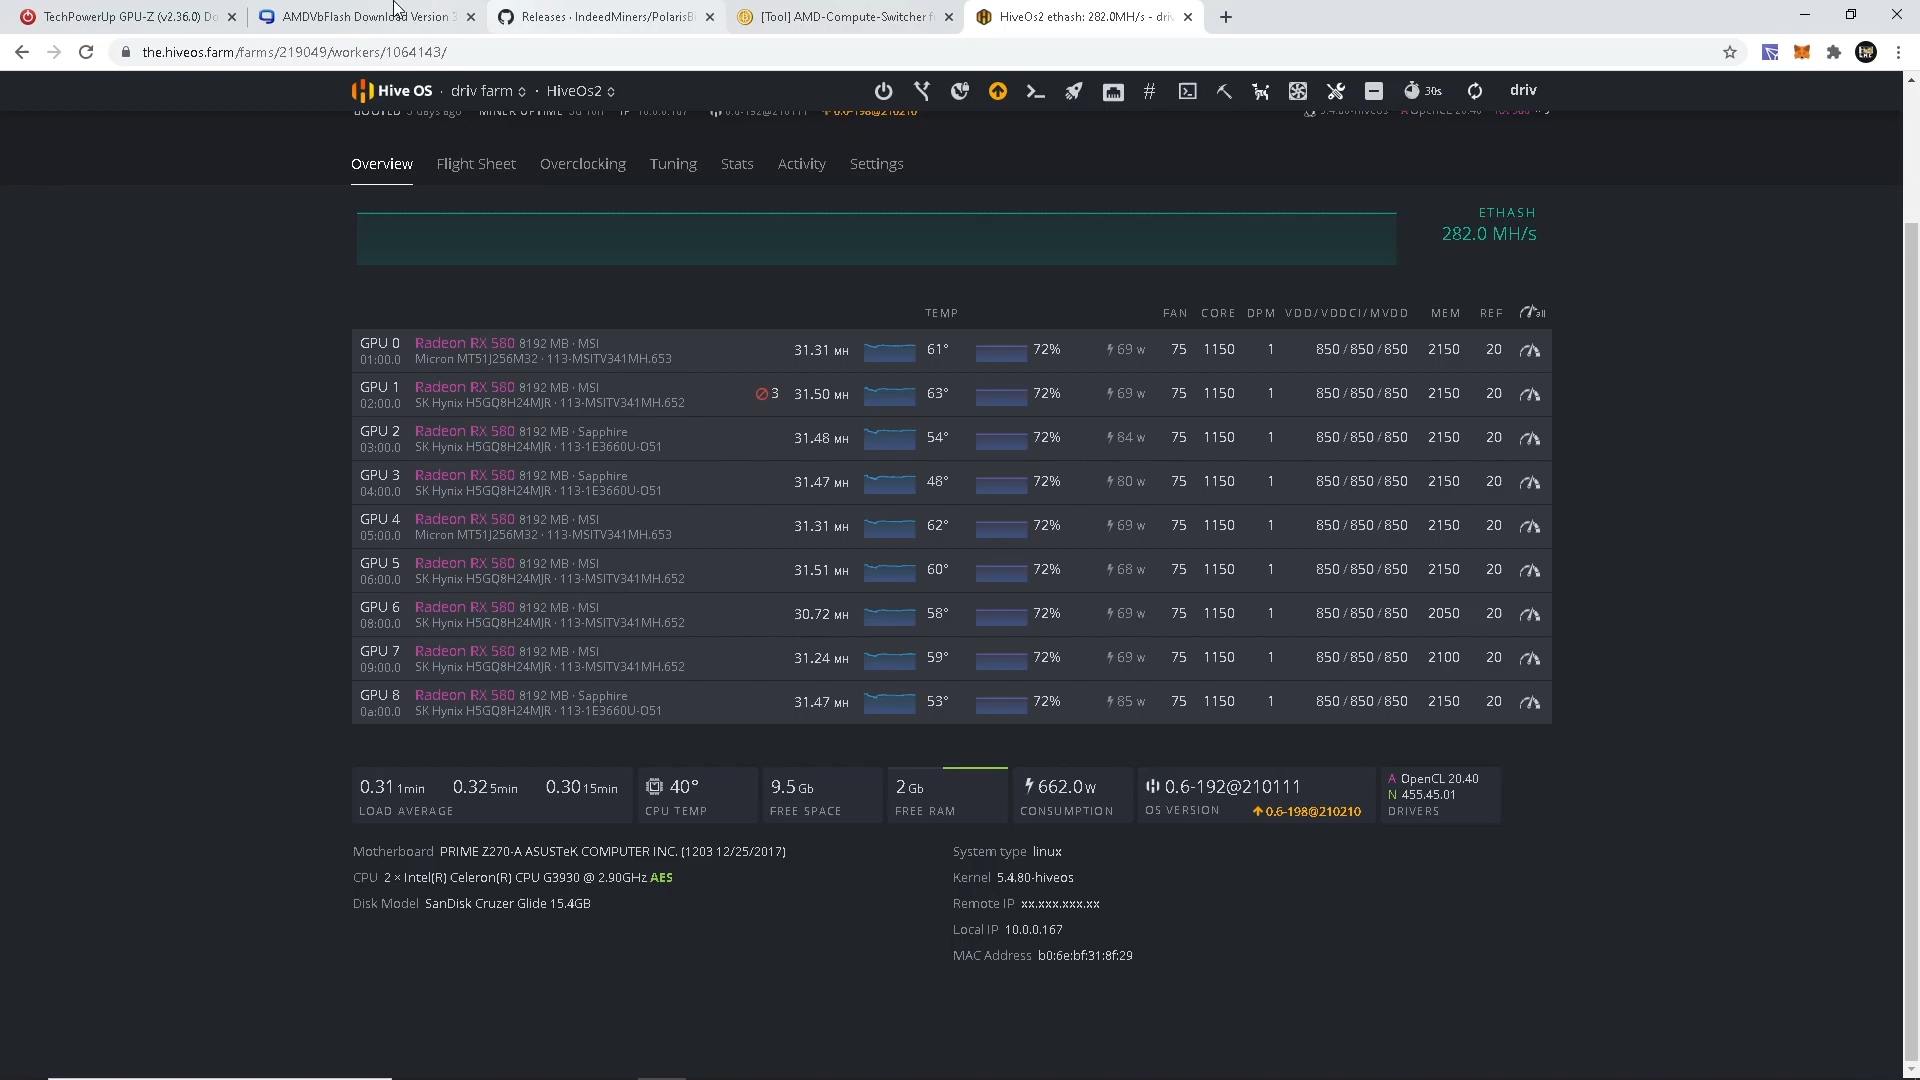 TechPowerUp GPU-Z (v2.36.0) Do
AMDVbFlash Download Version 3
Releases · IndeedMiners/PolarisBi
[Tool] AMD-Compute-Switcher f
HiveOs2 ethash: 282.0MH/s - driv
the.hiveos.farm/farms/219049/workers/1064143/
Hive OS · driv farm · HiveOs2
30s
driv
Overview Flight Sheet Overclocking Tuning Stats Activity Settings
ETHASH
282.0 MH/s
TEMP FAN CORE DPM VDD/VDDCI/MVDD MEM REF all
GPU 0 Radeon RX 580 8192 MB · MSI 31.31 MH 61° 72% 69 W 75 1150 1 850 / 850 / 850 2150 20
01:00.0 Micron MT51J256M32 · 113-MSITV341MH.653
GPU 1 Radeon RX 580 8192 MB · MSI 3 31.50 MH 63° 72% 69 W 75 1150 1 850 / 850 / 850 2150 20
02:00.0 SK Hynix H5GQ8H24MJR · 113-MSITV341MH.652
GPU 2 Radeon RX 580 8192 MB · Sapphire 31.48 MH 54° 72% 84 W 75 1150 1 850 / 850 / 850 2150 20
03:00.0 SK Hynix H5GQ8H24MJR · 113-1E3660U-O51
GPU 3 Radeon RX 580 8192 MB · Sapphire 31.47 MH 48° 72% 80 W 75 1150 1 850 / 850 / 850 2150 20
04:00.0 SK Hynix H5GQ8H24MJR · 113-1E3660U-O51
GPU 4 Radeon RX 580 8192 MB · MSI 31.31 MH 62° 72% 69 W 75 1150 1 850 / 850 / 850 2150 20
05:00.0 Micron MT51J256M32 · 113-MSITV341MH.653
GPU 5 Radeon RX 580 8192 MB · MSI 31.51 MH 60° 72% 68 W 75 1150 1 850 / 850 / 850 2150 20
06:00.0 SK Hynix H5GQ8H24MJR · 113-MSITV341MH.652
GPU 6 Radeon RX 580 8192 MB · MSI 30.72 MH 58° 72% 69 W 75 1150 1 850 / 850 / 850 2050 20
08:00.0 SK Hynix H5GQ8H24MJR · 113-MSITV341MH.652
GPU 7 Radeon RX 580 8192 MB · MSI 31.24 MH 59° 72% 69 W 75 1150 1 850 / 850 / 850 2100 20
09:00.0 SK Hynix H5GQ8H24MJR · 113-MSITV341MH.652
GPU 8 Radeon RX 580 8192 MB · Sapphire 31.47 MH 53° 72% 85 W 75 1150 1 850 / 850 / 850 2150 20
0a:00.0 SK Hynix H5GQ8H24MJR · 113-1E3660U-O51
0.31 1min 0.32 5min 0.30 15min
LOAD AVERAGE
40°
CPU TEMP
9.5 Gb
FREE SPACE
2 Gb
FREE RAM
662.0 W
CONSUMPTION
0.6-192@210111
OS VERSION 0.6-198@210210
A OpenCL 20.40
N 455.45.01
DRIVERS
Motherboard PRIME Z270-A ASUSTeK COMPUTER INC. (1203 12/25/2017)
CPU 2 × Intel(R) Celeron(R) CPU G3930 @ 2.90GHz AES
Disk Model SanDisk Cruzer Glide 15.4GB
System type linux
Kernel 5.4.80-hiveos
Remote IP xx.xxx.xxx.xx
Local IP 10.0.0.167
MAC Address b0:6e:bf:31:8f:29